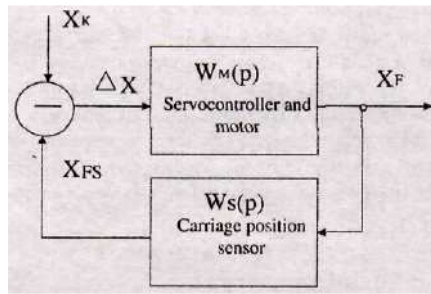 XK
WM(p)
ΔX
XF
Servocontroller and
motor
XFS
Ws(p)
Carriage position
sensor